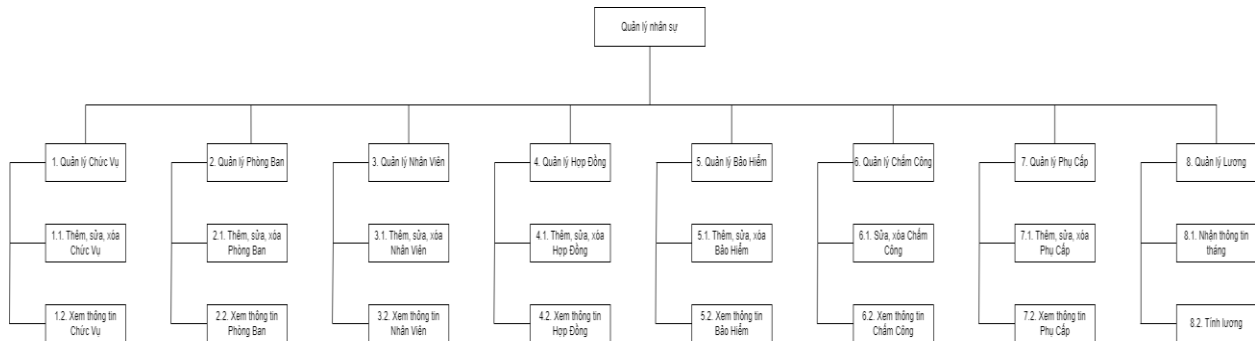 Quản lý nhân sự
1. Quản lý Chức Vụ
2. Quản lý Phòng Ban
3. Quản lý Nhân Viên
4. Quản lý Hợp Đồng
5. Quản lý Bảo Hiểm
6. Quản lý Chấm Công
7. Quản lý Phụ Cấp
8. Quản lý Lương
1.1. Thêm, sửa, xóa
Chức Vụ
2.1. Thêm, sửa, xóa
Phòng Ban
3.1. Thêm, sửa, xóa
Nhân Viên
4.1. Thêm, sửa, xóa
Hợp Đồng
5.1. Thêm, sửa, xóa
Bảo Hiểm
6.1. Sửa, xóa Chấm
Công
7.1. Thêm, sửa, xóa
Phụ Cấp
8.1. Nhân thông tin
tháng
1.2. Xem thông tin
Chức Vụ
2.2. Xem thông tin
Phòng Ban
3.2. Xem thông tin
Nhân Viên
4.2. Xem thông tin
Hợp Đồng
5.2. Xem thông tin
Bảo Hiểm
6.2. Xem thông tin
Chấm Công
7.2. Xem thông tin
Phụ Cấp
8.2. Tính lương